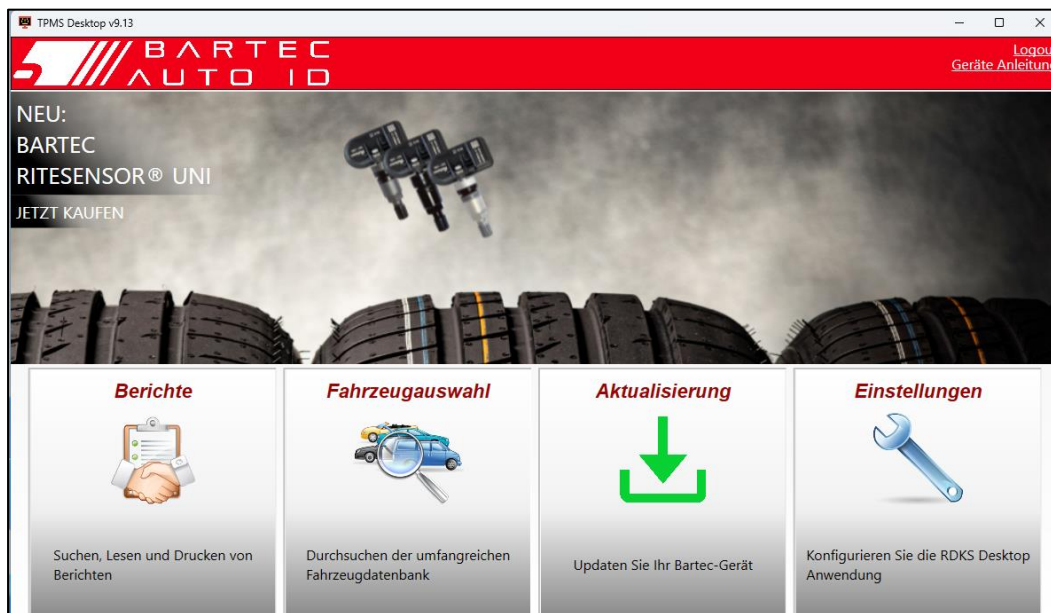 TPMS Desktop v9.13
BARTEC
AUTO ID
Logou
Geräte Anleitung
NEU:
BARTEC
RITESENSOR® UNI
JETZT KAUFEN
Berichte
Fahrzeugauswahl
Aktualisierung
Einstellungen
Suchen, Lesen und Drucken von
Berichten
Durchsuchen der umfangreichen
Fahrzeugdatenbank
Updaten Sie Ihr Bartec-Gerät
Konfigurieren Sie die RDKS Desktop
Anwendung